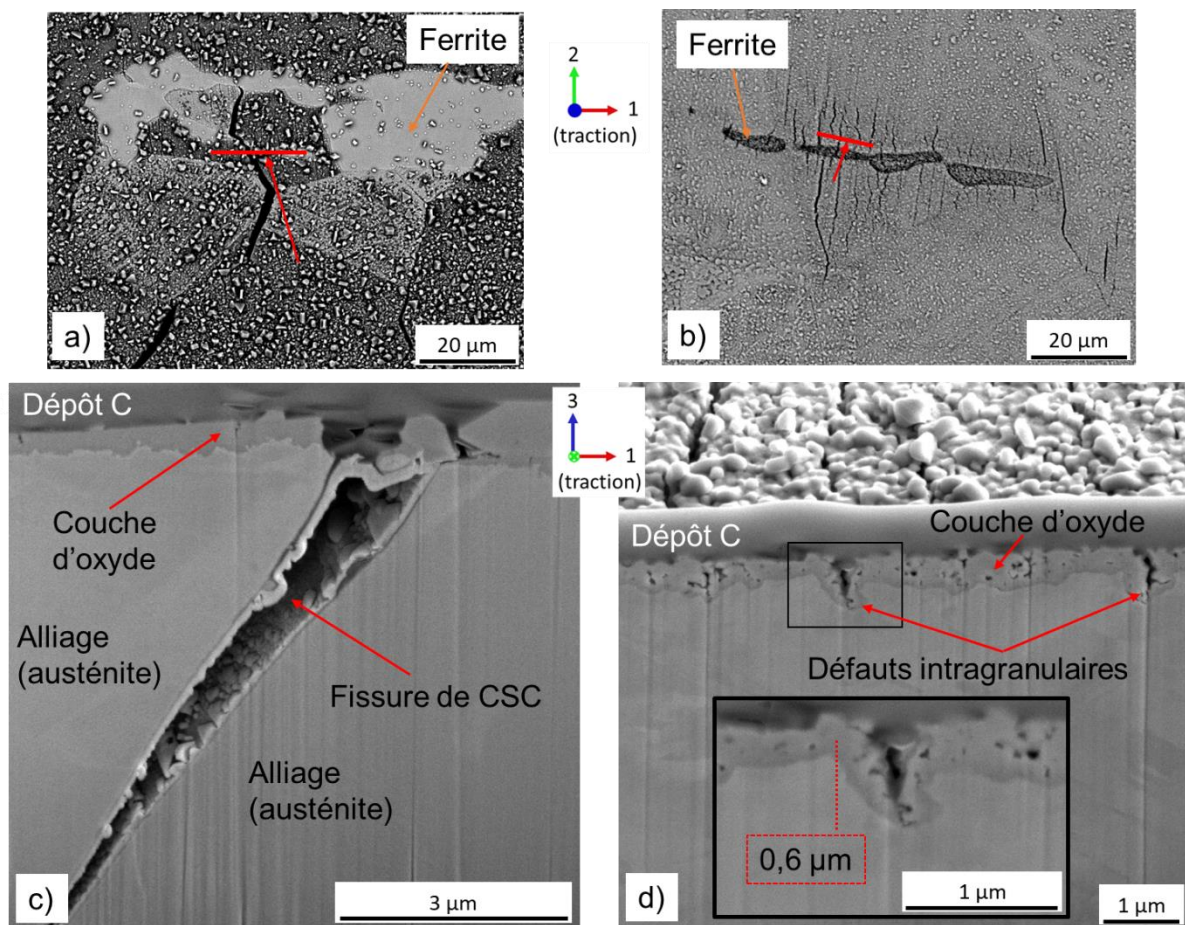 Ferrite
a)
20 µm
2
1
(traction)
Ferrite
b)
20 µm
Dépôt C
Couche
d'oxyde
Alliage
(austénite)
Fissure de CSC
Alliage
(austénite)
c)
3 µm
3
1
(traction)
Dépôt C
Couche d'oxyde
Défauts intragranulaires
0,6 µm
1 µm
d)
1 µm